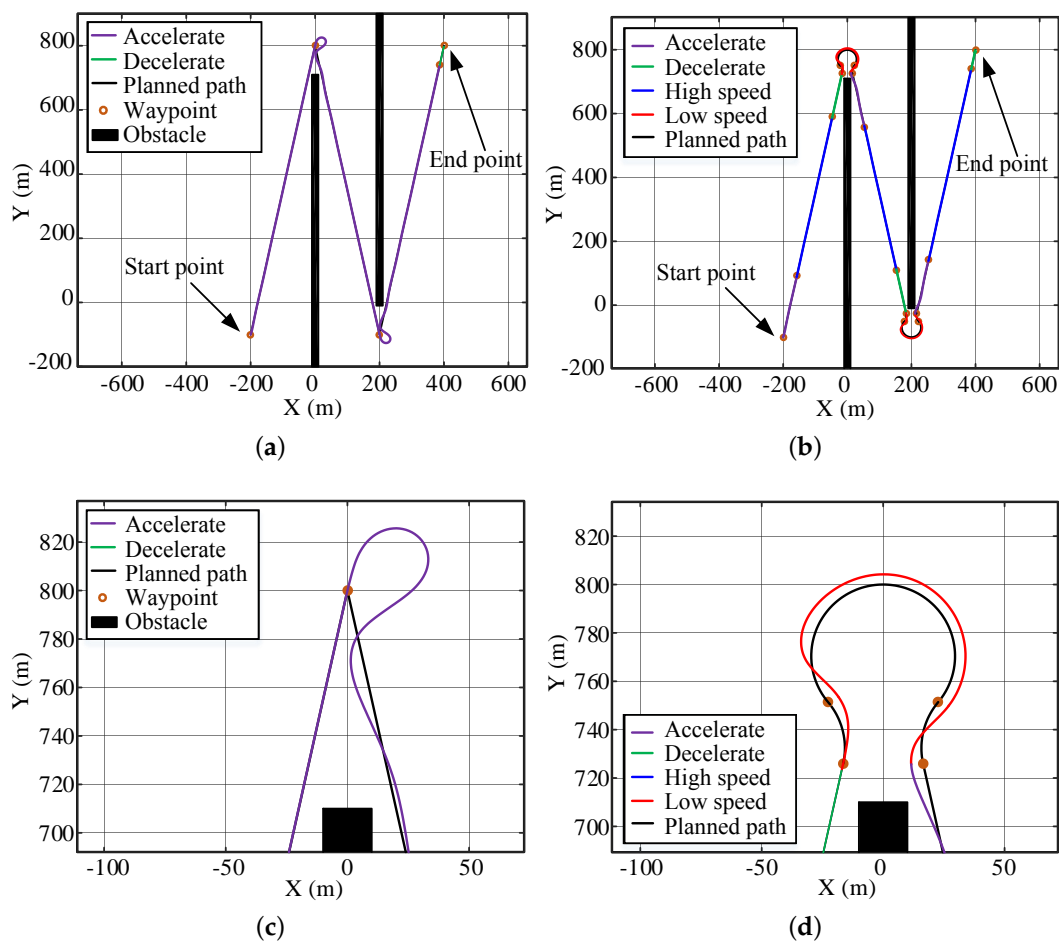 Accelerate
Decelerate
Planned path
Waypoint
Obstacle
End point
Start point
800
600
400
200
0
-200
Y (m)
-600 -400 -200 0 200 400 600
X (m)
(a)
Accelerate
Decelerate
High speed
Low speed
Planned path
End point
Start point
800
600
400
800
0
-200
Y (m)
-600 -400 -200 0 200 400 600
X (m)
(b)
Accelerate
Decelerate
Planned path
Waypoint
Obstacle
820
800
780
760
740
720
700
Y (m)
-100 -50 0 50
X (m)
(c)
Accelerate
Decelerate
High speed
Low speed
Planned path
820
800
780
760
740
720
700
Y (m)
-100 -50 0 50
X (m)
(d)